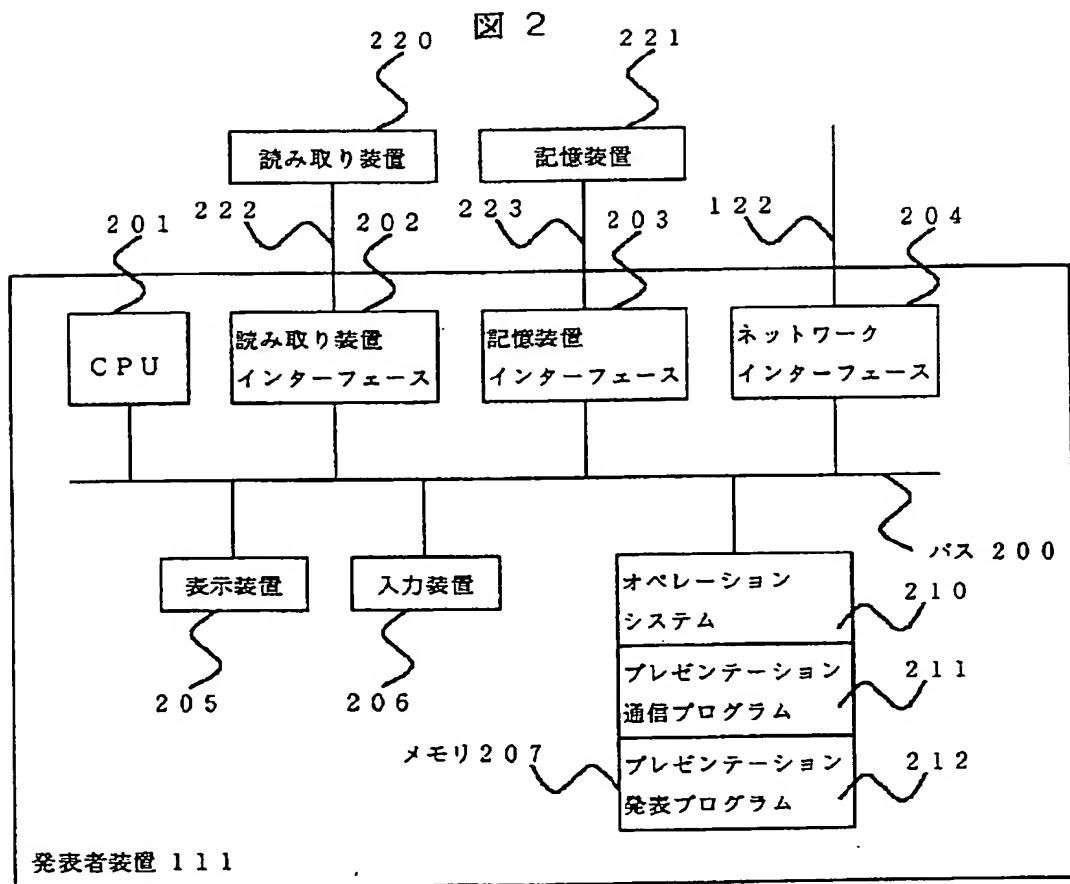 図 2
220
221
読み取り装置
記憶装置
201
222
202
223
203
122
204
CPU
読み取り装置
インターフェース
記憶装置
インターフェース
ネットワーク
インターフェース
バス 200
表示装置
入力装置
オペレーション
システム
210
205
206
プレゼンテーション
通信プログラム
211
メモリ207
プレゼンテーション
発表プログラム
212
発表者装置 111